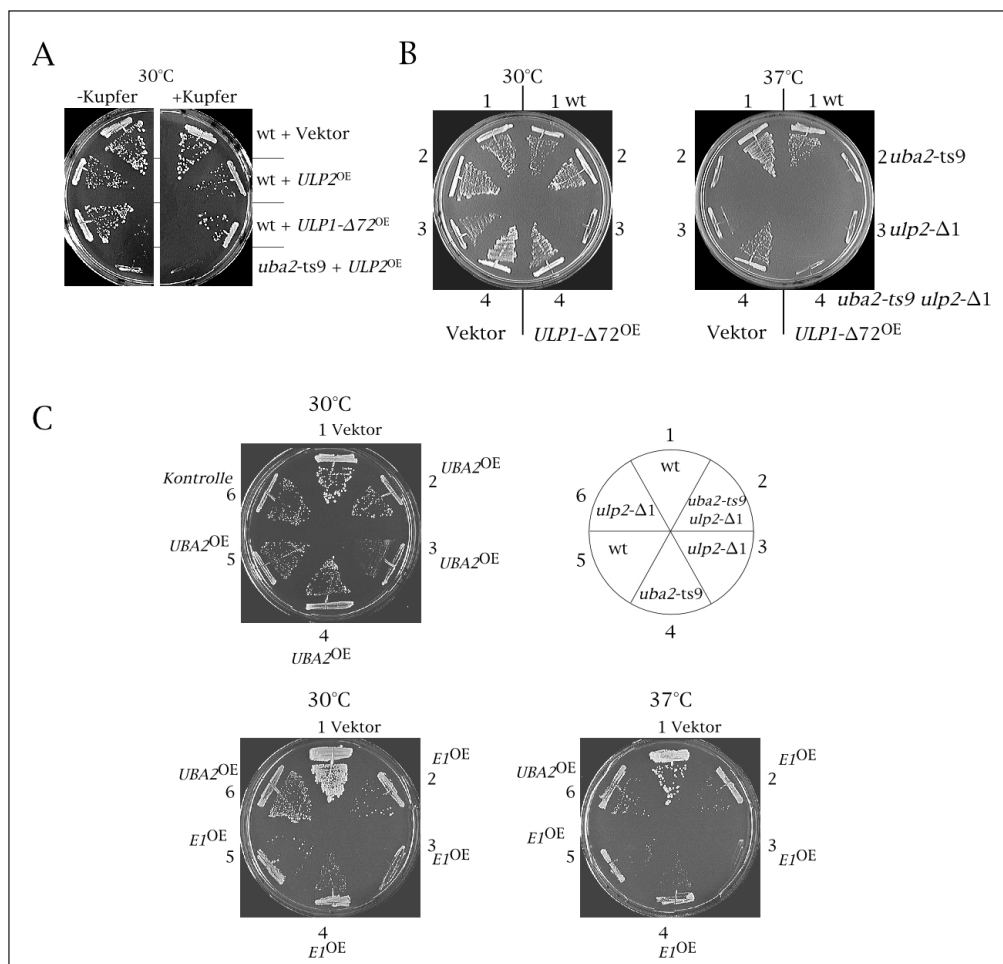 A
30°C
-Kupfer +Kupfer
wt + Vektor
wt + ULP2OE
wt + ULP1-Δ72OE
uba2-ts9 + ULP2OE
B
30°C
1 1 wt
2 2
3 3
4 4
Vektor ULP1-Δ72OE
37°C
1 1 wt
2 2 uba2-ts9
3 3 ulp2-Δ1
4 4 uba2-ts9 ulp2-Δ1
Vektor ULP1-Δ72OE
C
30°C
1 Vektor
Kontrolle
6
2 UBA2OE
UBA2OE
5
3 UBA2OE
4
UBA2OE
1
wt
2
uba2-ts9
ulp2-Δ1
6
ulp2-Δ1
ulp2-Δ1
3
wt
5
uba2-ts9
4
30°C
1 Vektor
UBA2OE
6
E1OE
2
E1OE
5
3
E1OE
4
E1OE
37°C
1 Vektor
UBA2OE
6
E1OE
2
E1OE
5
3
E1OE
4
E1OE